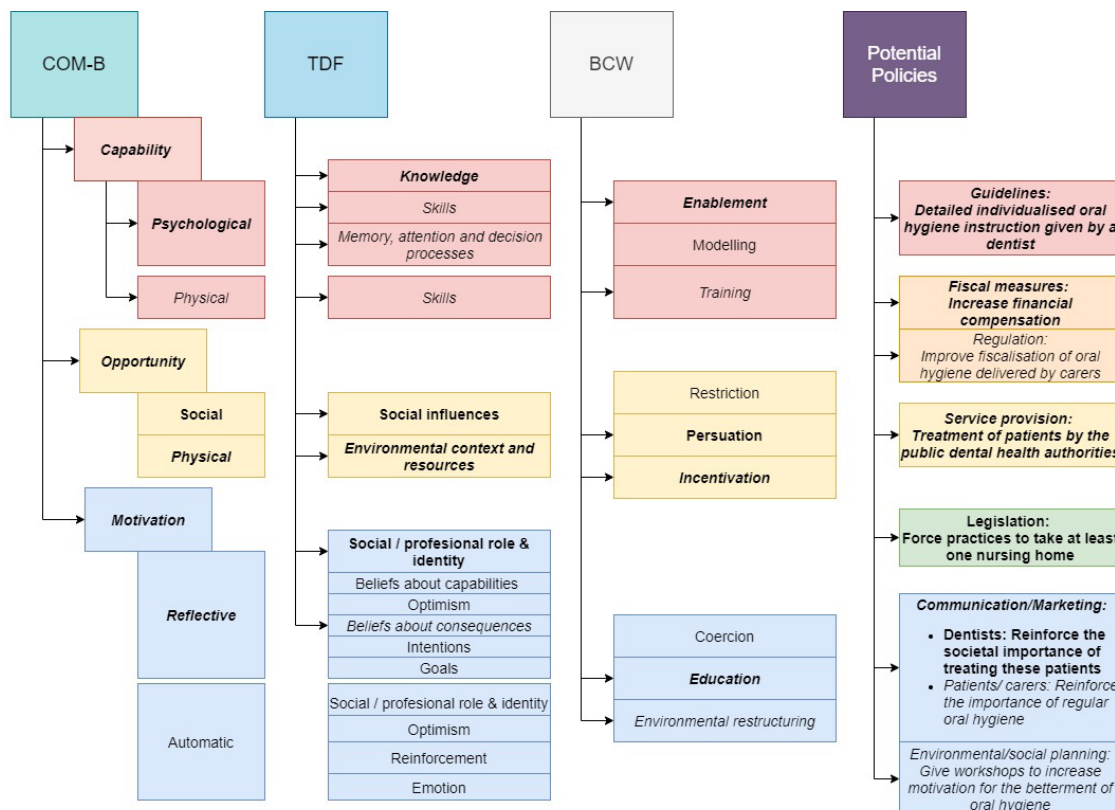 COM-B
Capability
Psychological
Physical
Opportunity
Social
Physical
Motivation
Reflective
Automatic
TDF
Knowledge
Skills
Memory, attention and decision
processes
Skills
Social influences
Environmental context and
resources
Social / profesional role &
identity
Beliefs about capabilities
Optimism
Beliefs about consequences
Intentions
Goals
Social / profesional role & identity
Optimism
Reinforcement
Emotion
BCW
Enablement
Modelling
Training
Restriction
Persuation
Incentivation
Coercion
Education
Environmental restructuring
Potential
Policies
Guidelines:
Detailed individualised oral
hygiene instruction given by a
dentist
Fiscal measures:
Increase financial
compensation
Regulation:
Improve fiscalisation of oral
hygiene delivered by carers
Service provision:
Treatment of patients by the
public dental health authorities
Legislation:
Force practices to take at least
one nursing home
Communication/Marketing:
• Dentists: Reinforce the
societal importance of
treating these patients
• Patients/ carers: Reinforce
the importance of regular
oral hygiene
Environmental/social planning:
Give workshops to increase
motivation for the betterment of
oral hygiene